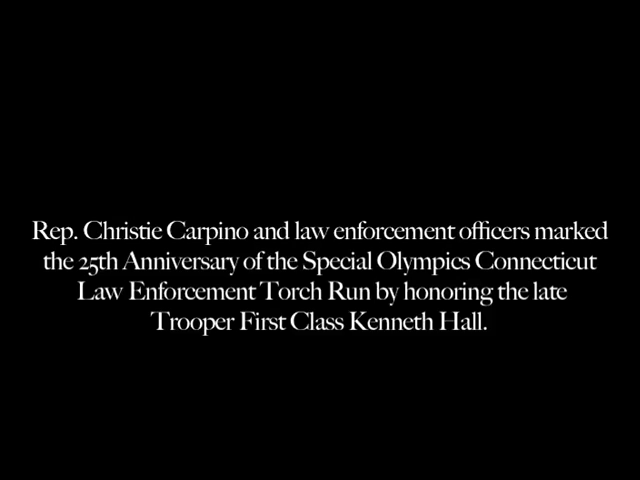 Rep. Christie Carpino and law enforcement officers marked
the 25th Anniversary of the Special Olympics Connecticut
Law Enforcement Torch Run by honoring the late
Trooper First Class Kenneth Hall.